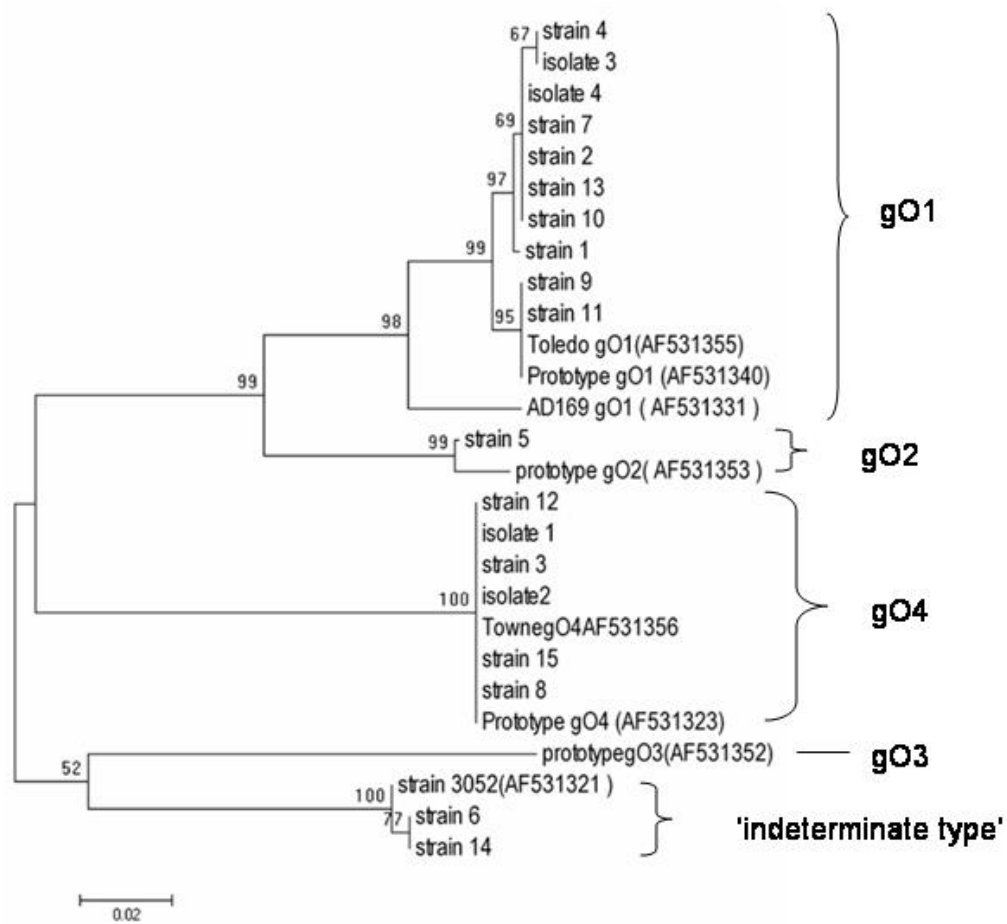 67
strain 4
isolate 3
isolate 4
69
strain 7
strain 2
97
strain 13
strain 10
gO1
99
strain 1
strain 9
95
strain 11
98
Toledo gO1(AF531355)
Prototype gO1 (AF531340)
99
AD169 gO1 ( AF531331 )
99
strain 5
prototype gO2( AF531353 )
gO2
strain 12
isolate 1
strain 3
100
isolate2
TownegO4AF531356
gO4
strain 15
strain 8
Prototype gO4 (AF531323)
52
prototypegO3(AF531352)
gO3
100
strain 3052(AF531321 )
77
strain 6
strain 14
'indeterminate type'
0.02